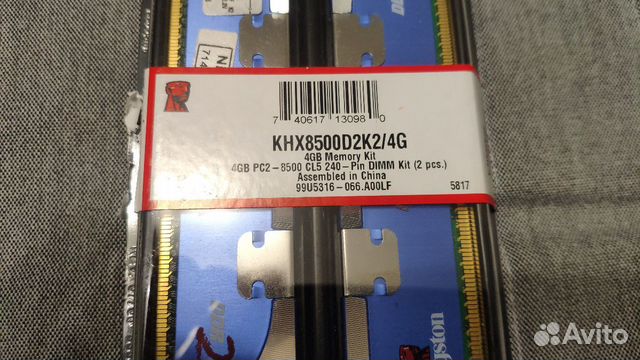 7 40617 13098 0
KHX8500D2K2/4G
4GB Memory Kit
4GB PC2-8500 CL5 240-Pin DIMM Kit (2 pcs.)
Assembled in China
99U5316-066.A00LF
5817
Avito